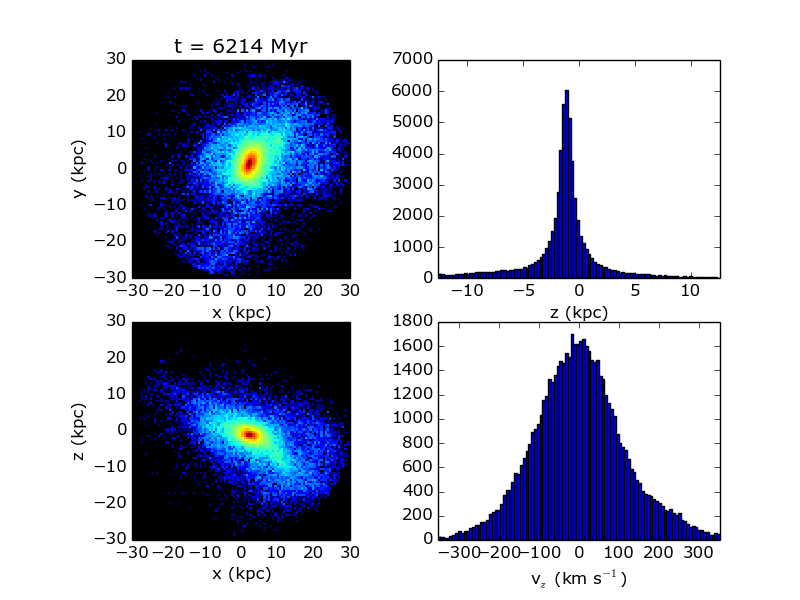 t = 6214 Myr
30
20
10
0
−10
−20
−30
y (kpc)
−30 −20 −10 0 10 20 30
x (kpc)
7000
6000
5000
4000
3000
2000
1000
0
−10 −5 0 5 10
z (kpc)
30
20
10
0
−10
−20
−30
z (kpc)
−30 −20 −10 0 10 20 30
x (kpc)
1800
1600
1400
1200
1000
800
600
400
200
0
−300 −200 −100 0 100 200 300
v_z (km s^−1)